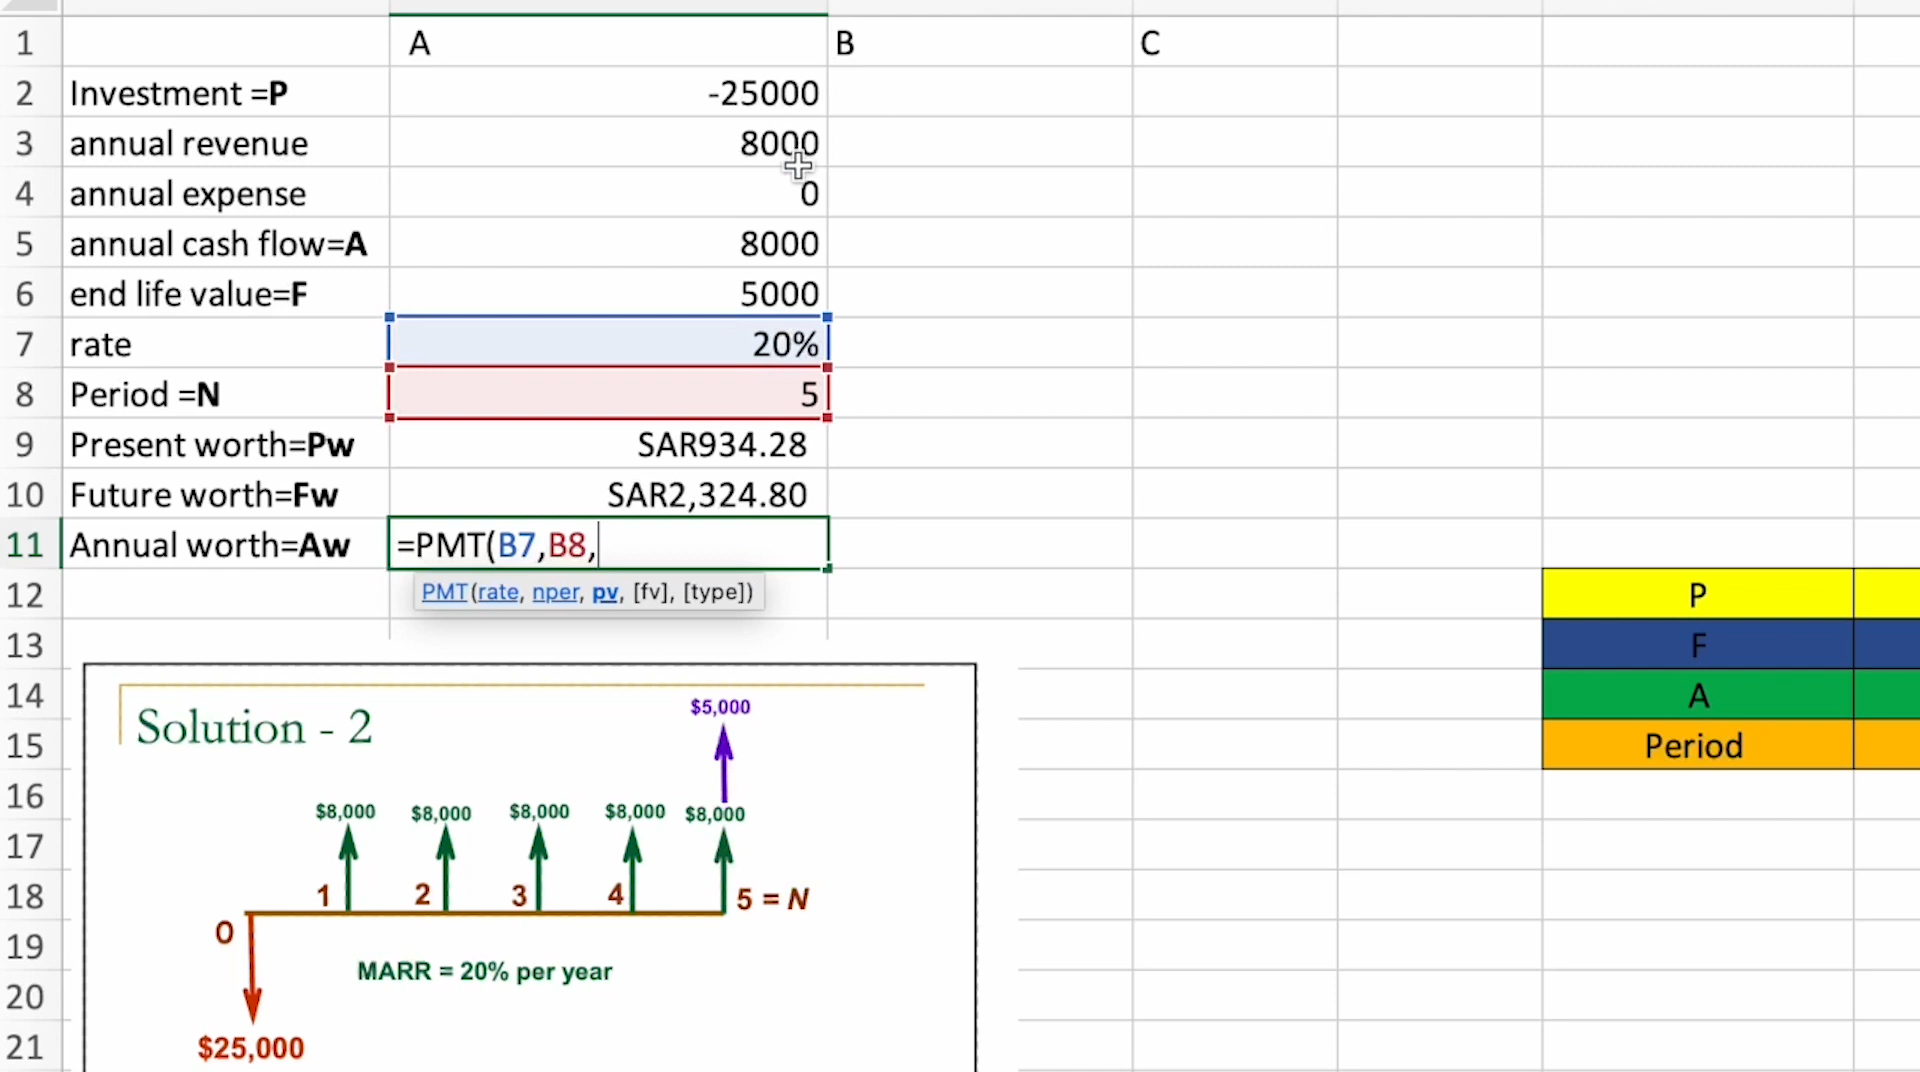 1 A B C
2 Investment =P -25000
3 annual revenue 8000
4 annual expense 0
5 annual cash flow=A 8000
6 end life value=F 5000
7 rate 20%
8 Period =N 5
9 Present worth=Pw SAR934.28
10 Future worth=Fw SAR2,324.80
11 Annual worth=Aw =PMT(B7,B8,
PMT(rate, nper, pv, [fv], [type])
12 P
13 F
14 A
15 Period
16
17
18
19
20
21
Solution - 2
$5,000
$8,000 $8,000 $8,000 $8,000 $8,000
1 2 3 4 5 = N
0
MARR = 20% per year
$25,000